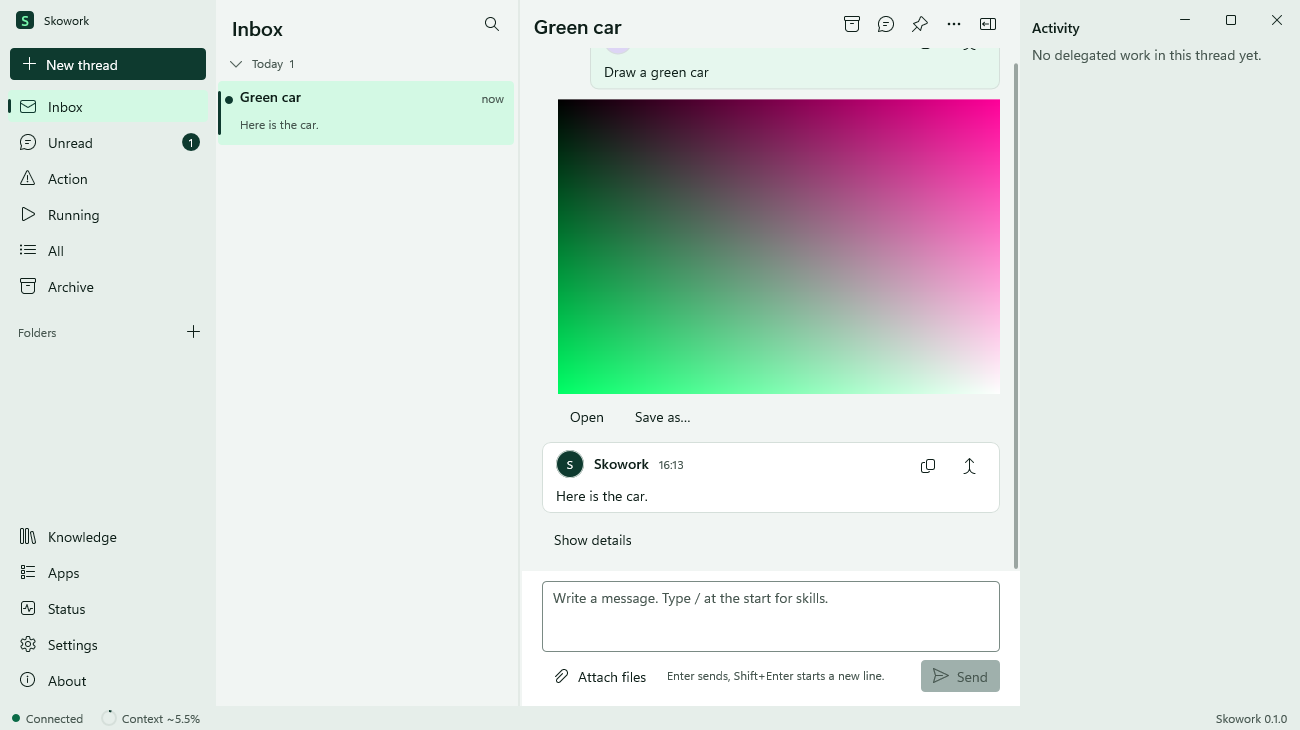 Skowork
New thread
Inbox
Unread 1
Action
Running
All
Archive
Folders
Knowledge
Apps
Status
Settings
About
Connected Context ~5.5%
Inbox
Today 1
Green car now
Here is the car.
Green car
Draw a green car
Open Save as...
S Skowork 16:13
Here is the car.
Show details
Write a message. Type / at the start for skills.
Attach files Enter sends, Shift+Enter starts a new line. Send
Activity
No delegated work in this thread yet.
Skowork 0.1.0